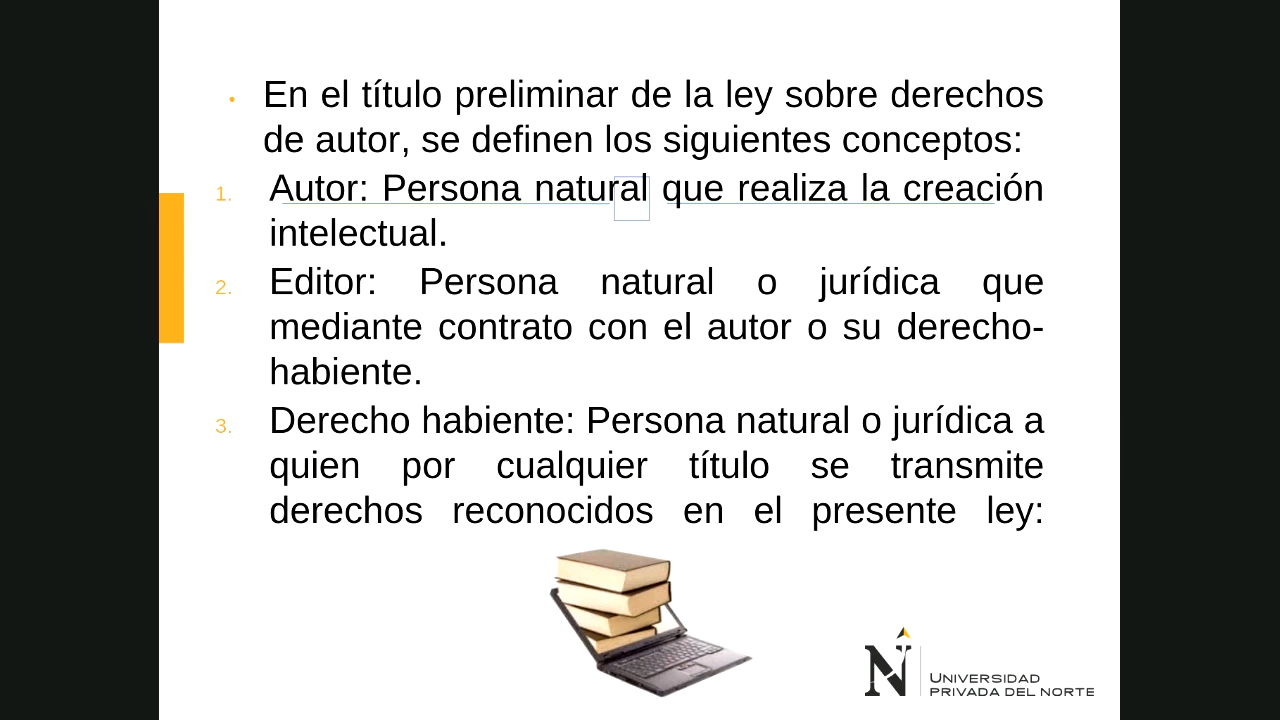 • En el título preliminar de la ley sobre derechos
de autor, se definen los siguientes conceptos:
1. Autor: Persona natural que realiza la creación
intelectual.
2. Editor: Persona natural o jurídica que
mediante contrato con el autor o su derecho-
habiente.
3. Derecho habiente: Persona natural o jurídica a
quien por cualquier título se transmite
derechos reconocidos en el presente ley:
N
UNIVERSIDAD
PRIVADA DEL NORTE